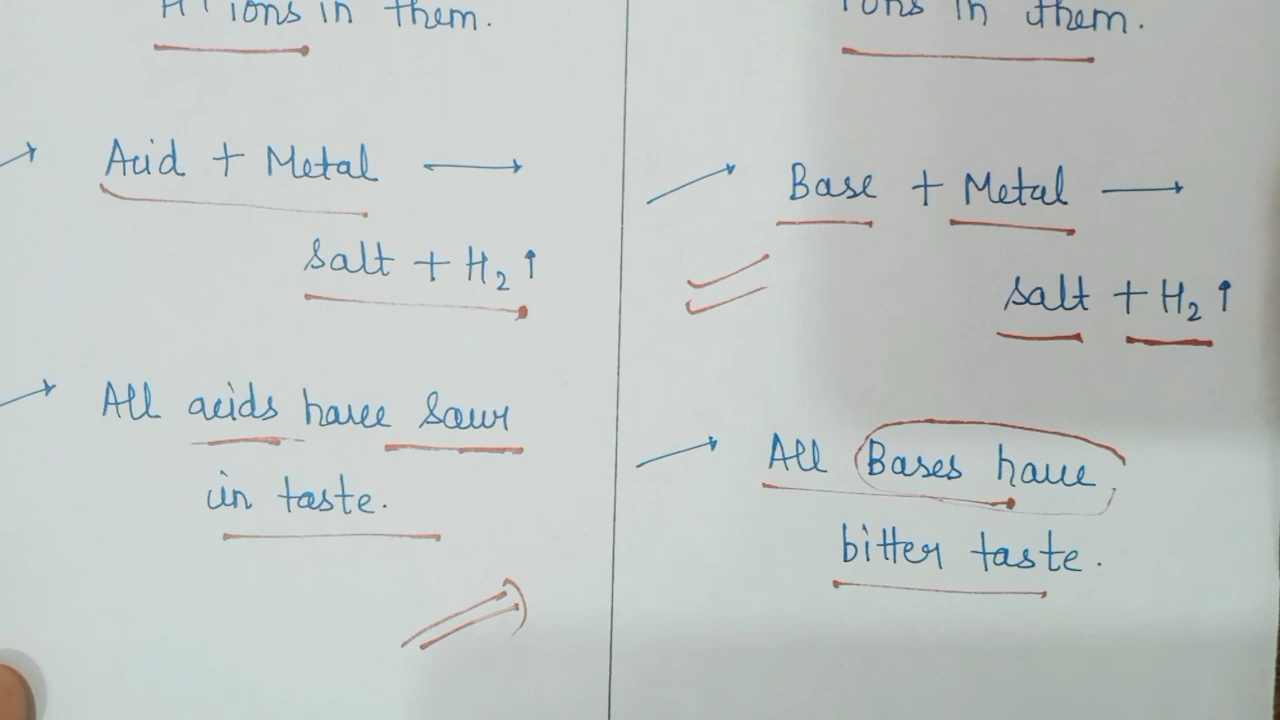 H+ ions in them.
Acid + Metal →
salt + H₂ ↑
All acids have sour
in taste.
ions in them.
Base + Metal →
salt + H₂ ↑
All Bases have
bitter taste.